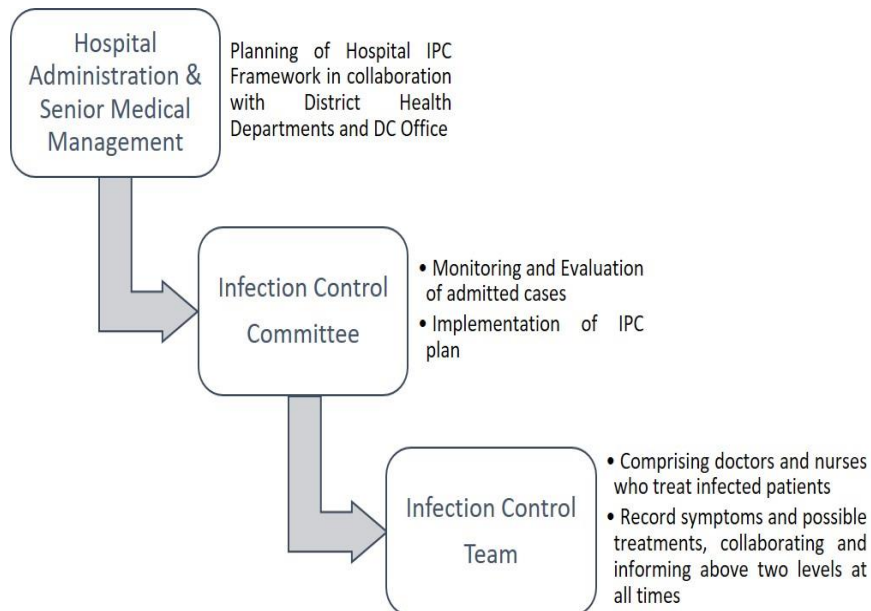 Hospital
Administration &
Senior Medical
Management
Planning of Hospital IPC
Framework in collaboration
with District Health
Departments and DC Office
Infection Control
Committee
• Monitoring and Evaluation
of admitted cases
• Implementation of IPC
plan
Infection Control
Team
• Comprising doctors and nurses
who treat infected patients
• Record symptoms and possible
treatments, collaborating and
informing above two levels at
all times